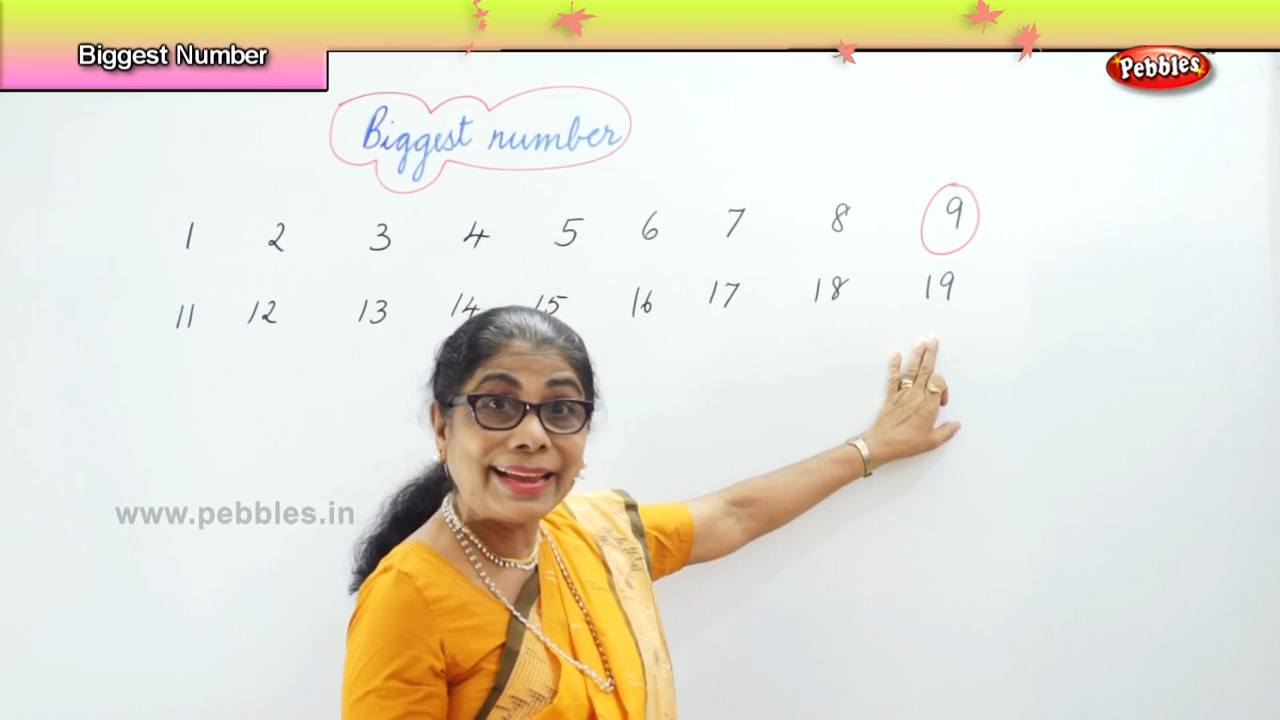 Biggest Number
Pebbles
Biggest number
1 2 3 4 5 6 7 8 9
11 12 13 14 15 16 17 18 19
www.pebbles.in